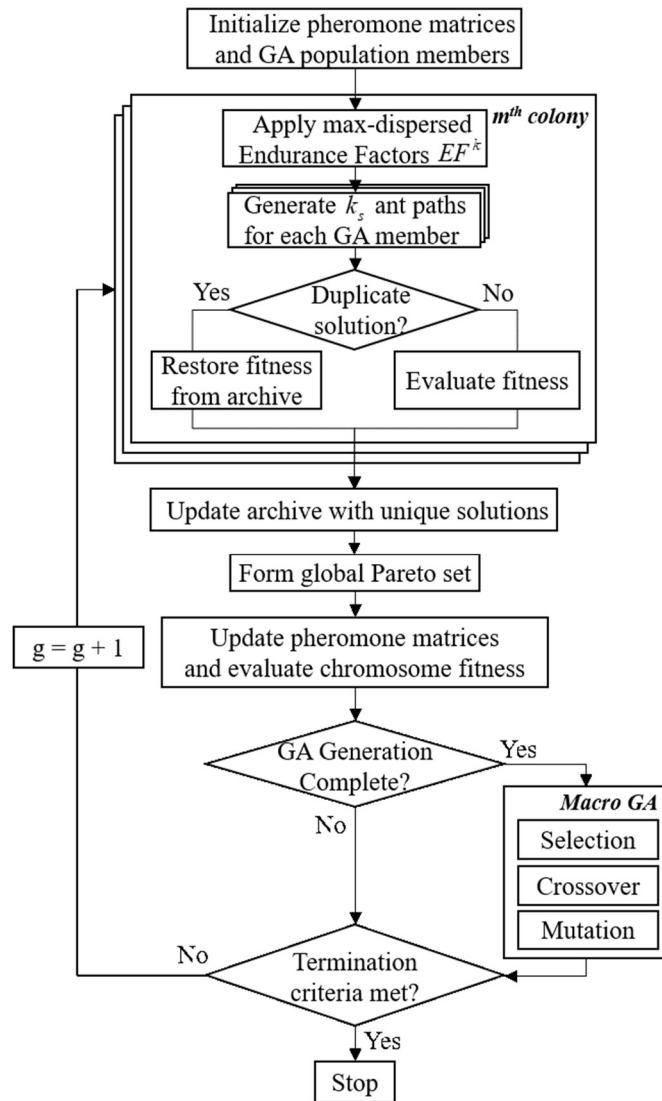 Initialize pheromone matrices
and GA population members
mth colony
Apply max-dispersed
Endurance Factors EF^k
Generate k_s ant paths
for each GA member
Yes
Duplicate
solution?
No
Restore fitness
from archive
Evaluate fitness
Update archive with unique solutions
Form global Pareto set
g = g + 1
Update pheromone matrices
and evaluate chromosome fitness
GA Generation
Complete?
Yes
No
Macro GA
Selection
Crossover
Mutation
No
Termination
criteria met?
Yes
Stop